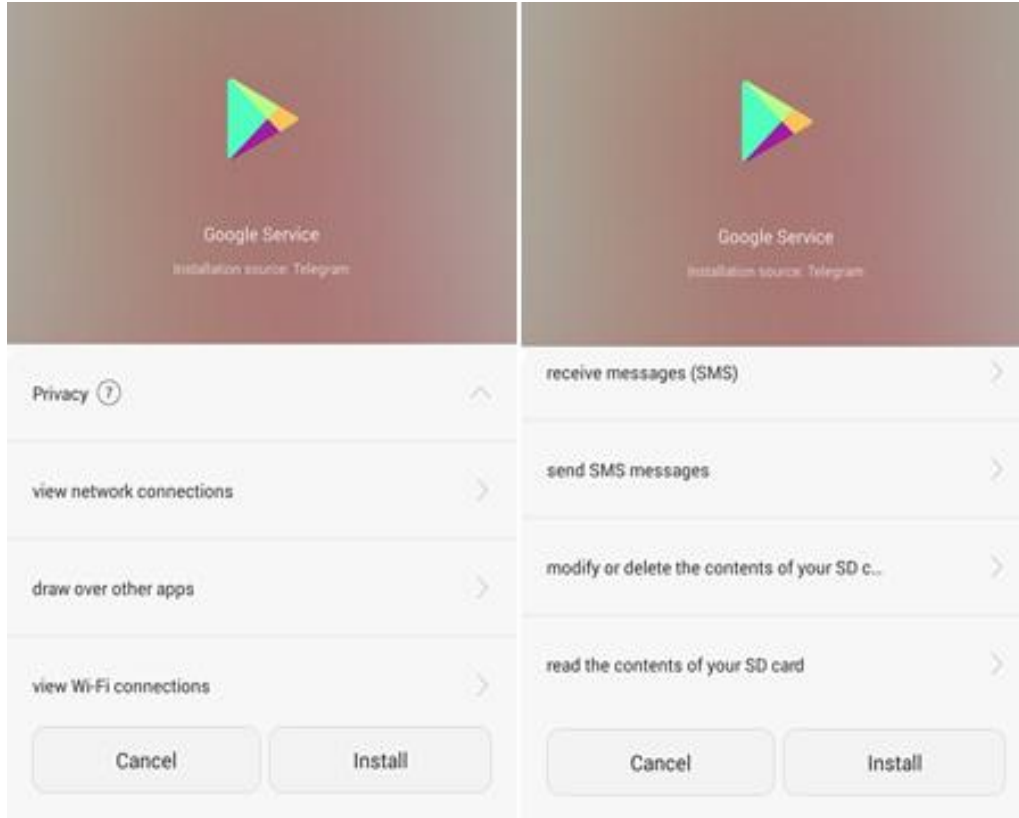 Google Service
Installation source: Telegram
Privacy ?
view network connections
draw over other apps
view Wi-Fi connections
Cancel
Install
Google Service
Installation source: Telegram
receive messages (SMS)
send SMS messages
modify or delete the contents of your SD c...
read the contents of your SD card
Cancel
Install